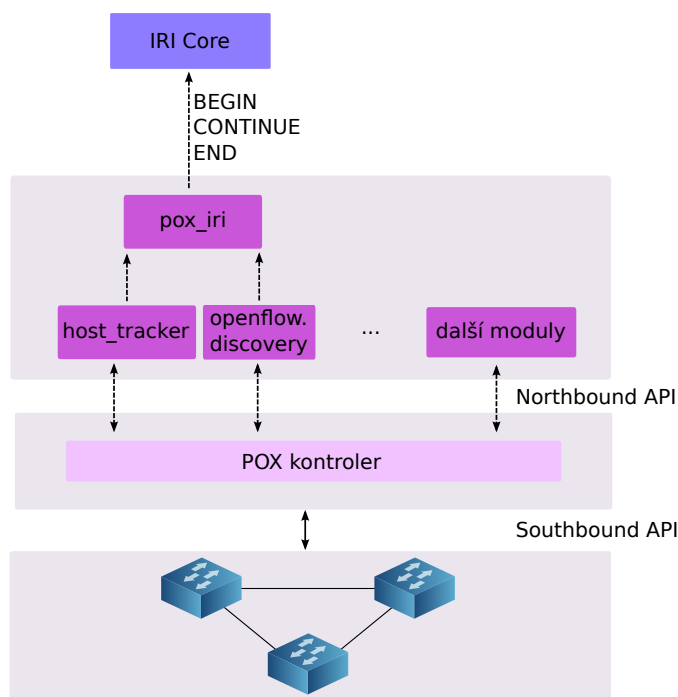 IRI Core
BEGIN
CONTINUE
END
pox_iri
host_tracker
openflow.
discovery
...
další moduly
Northbound API
POX kontroler
Southbound API